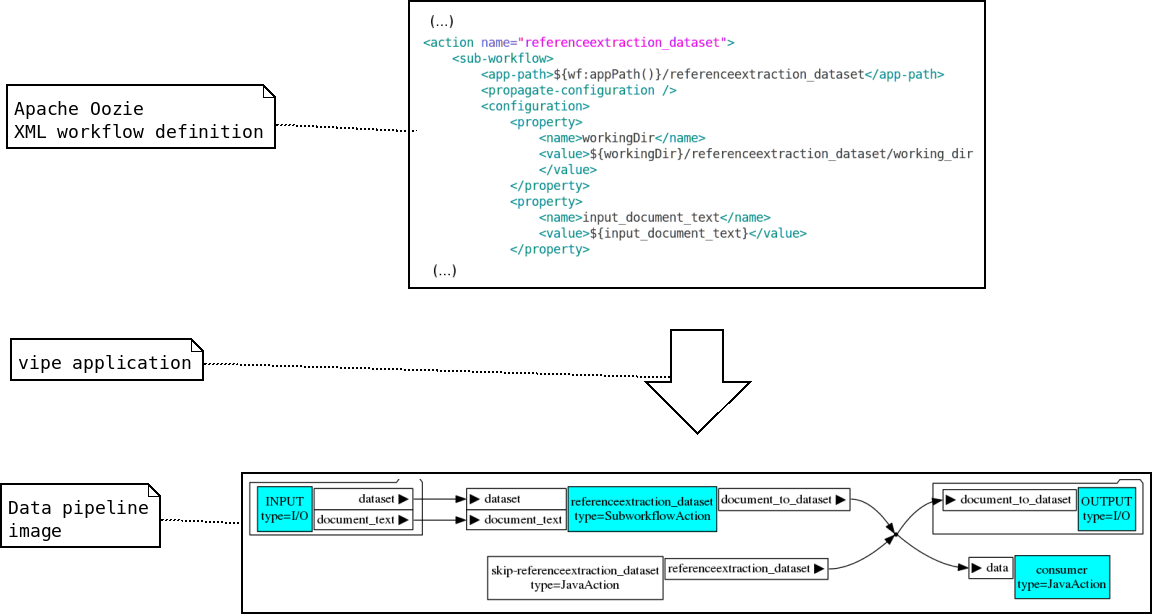 (...)
<action name="referenceextraction_dataset">
<sub-workflow>
<app-path>${wf:appPath()}/referenceextraction_dataset</app-path>
<propagate-configuration />
<configuration>
<property>
<name>workingDir</name>
<value>${workingDir}/referenceextraction_dataset/working_dir
</value>
</property>
<property>
<name>input_document_text</name>
<value>${input_document_text}</value>
</property>
(...)
Apache Oozie
XML workflow definition
vipe application
Data pipeline
image
INPUT
type=I/O
dataset
document_text
dataset
document_text
referenceextraction_dataset
type=SubworkflowAction
document_to_dataset
document_to_dataset
OUTPUT
type=I/O
skip-referenceextraction_dataset
type=JavaAction
referenceextraction_dataset
data
consumer
type=JavaAction